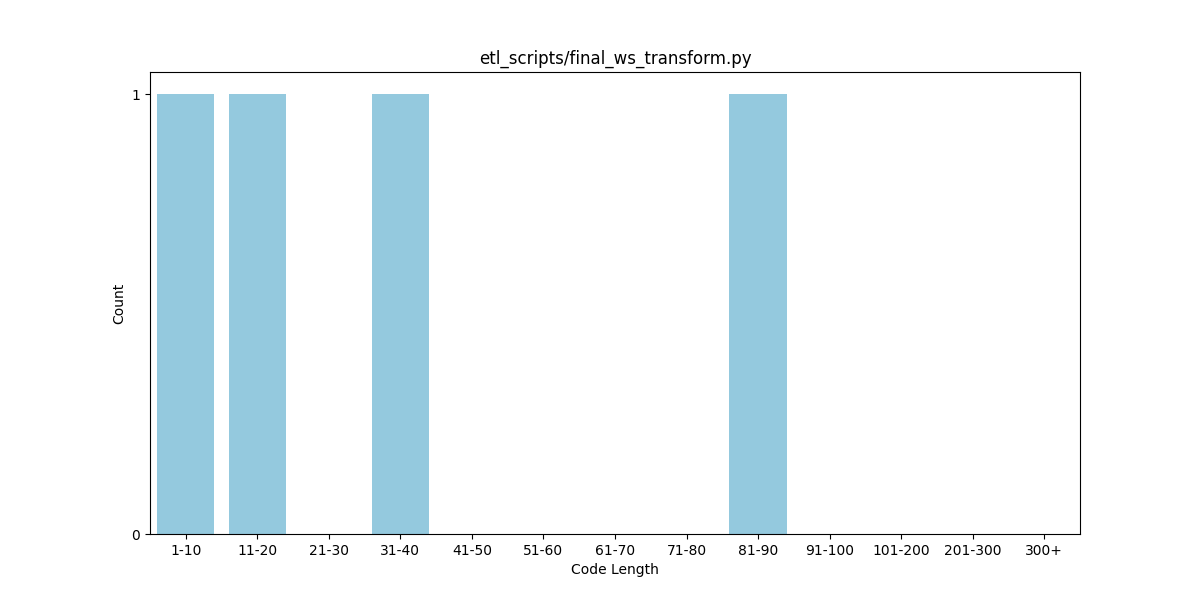 etl_scripts/final_ws_transform.py
1
Count
0
1-10 11-20 21-30 31-40 41-50 51-60 61-70 71-80 81-90 91-100 101-200 201-300 300+
Code Length